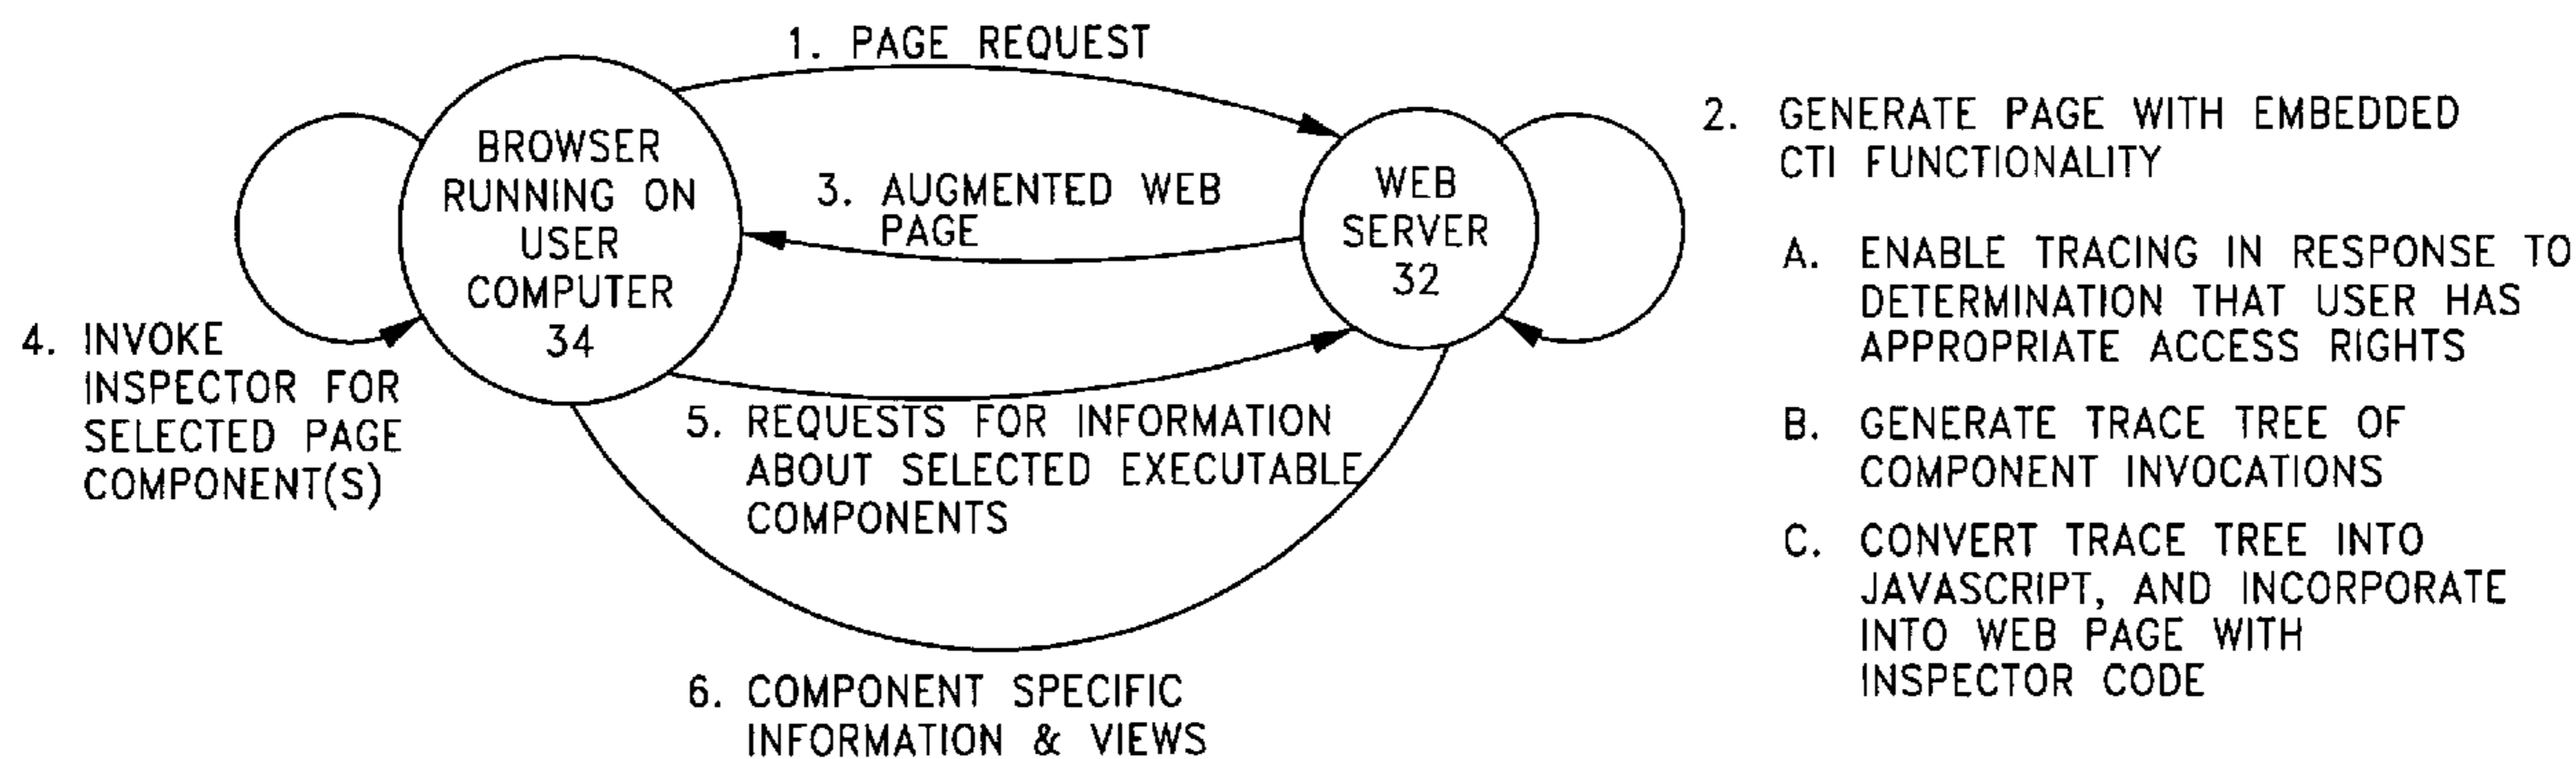 1. PAGE REQUEST
BROWSER
RUNNING ON
USER
COMPUTER
34
3. AUGMENTED WEB
PAGE
WEB
SERVER
32
2. GENERATE PAGE WITH EMBEDDED
CTI FUNCTIONALITY
A. ENABLE TRACING IN RESPONSE TO
DETERMINATION THAT USER HAS
APPROPRIATE ACCESS RIGHTS
B. GENERATE TRACE TREE OF
COMPONENT INVOCATIONS
C. CONVERT TRACE TREE INTO
JAVASCRIPT, AND INCORPORATE
INTO WEB PAGE WITH
INSPECTOR CODE
4. INVOKE
INSPECTOR FOR
SELECTED PAGE
COMPONENT(S)
5. REQUESTS FOR INFORMATION
ABOUT SELECTED EXECUTABLE
COMPONENTS
6. COMPONENT SPECIFIC
INFORMATION & VIEWS